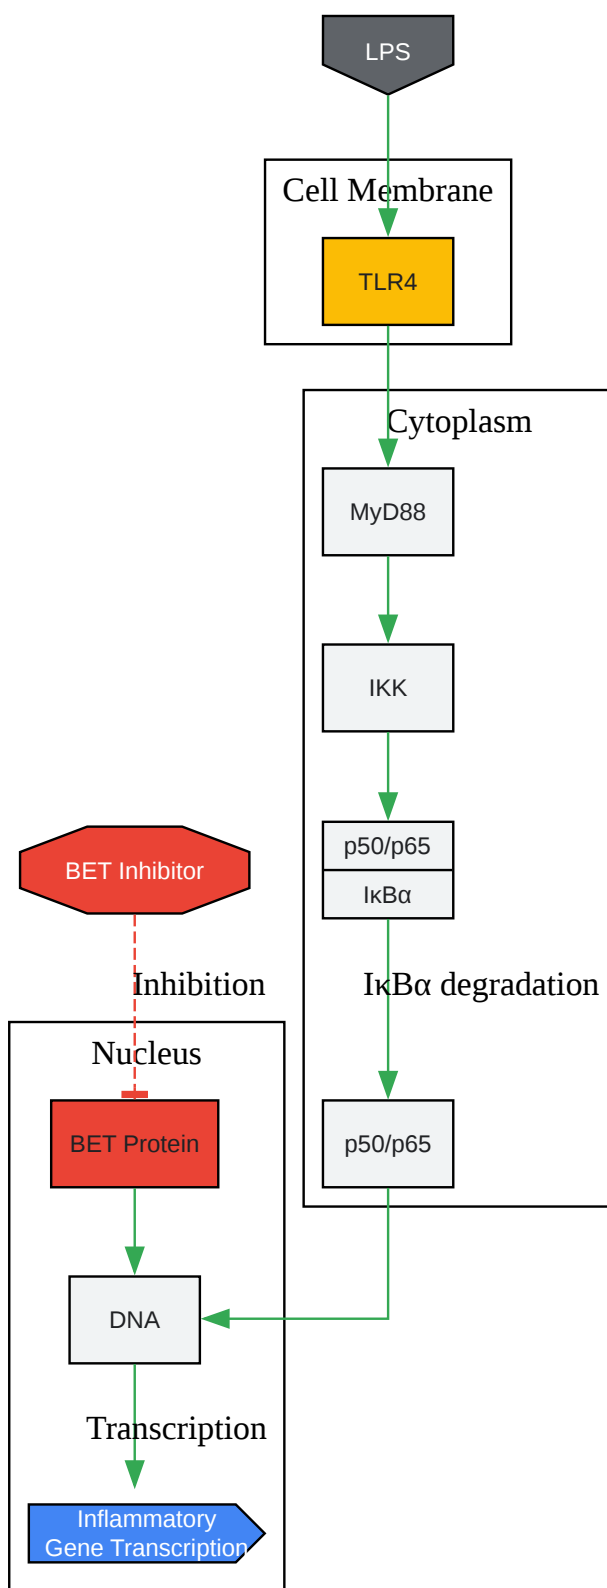 LPS
Cell Membrane
TLR4
Cytoplasm
MyD88
IKK
p50/p65
IκBα
BET Inhibitor
Inhibition
IκBα degradation
Nucleus
BET Protein
p50/p65
DNA
Transcription
Inflammatory
Gene Transcription